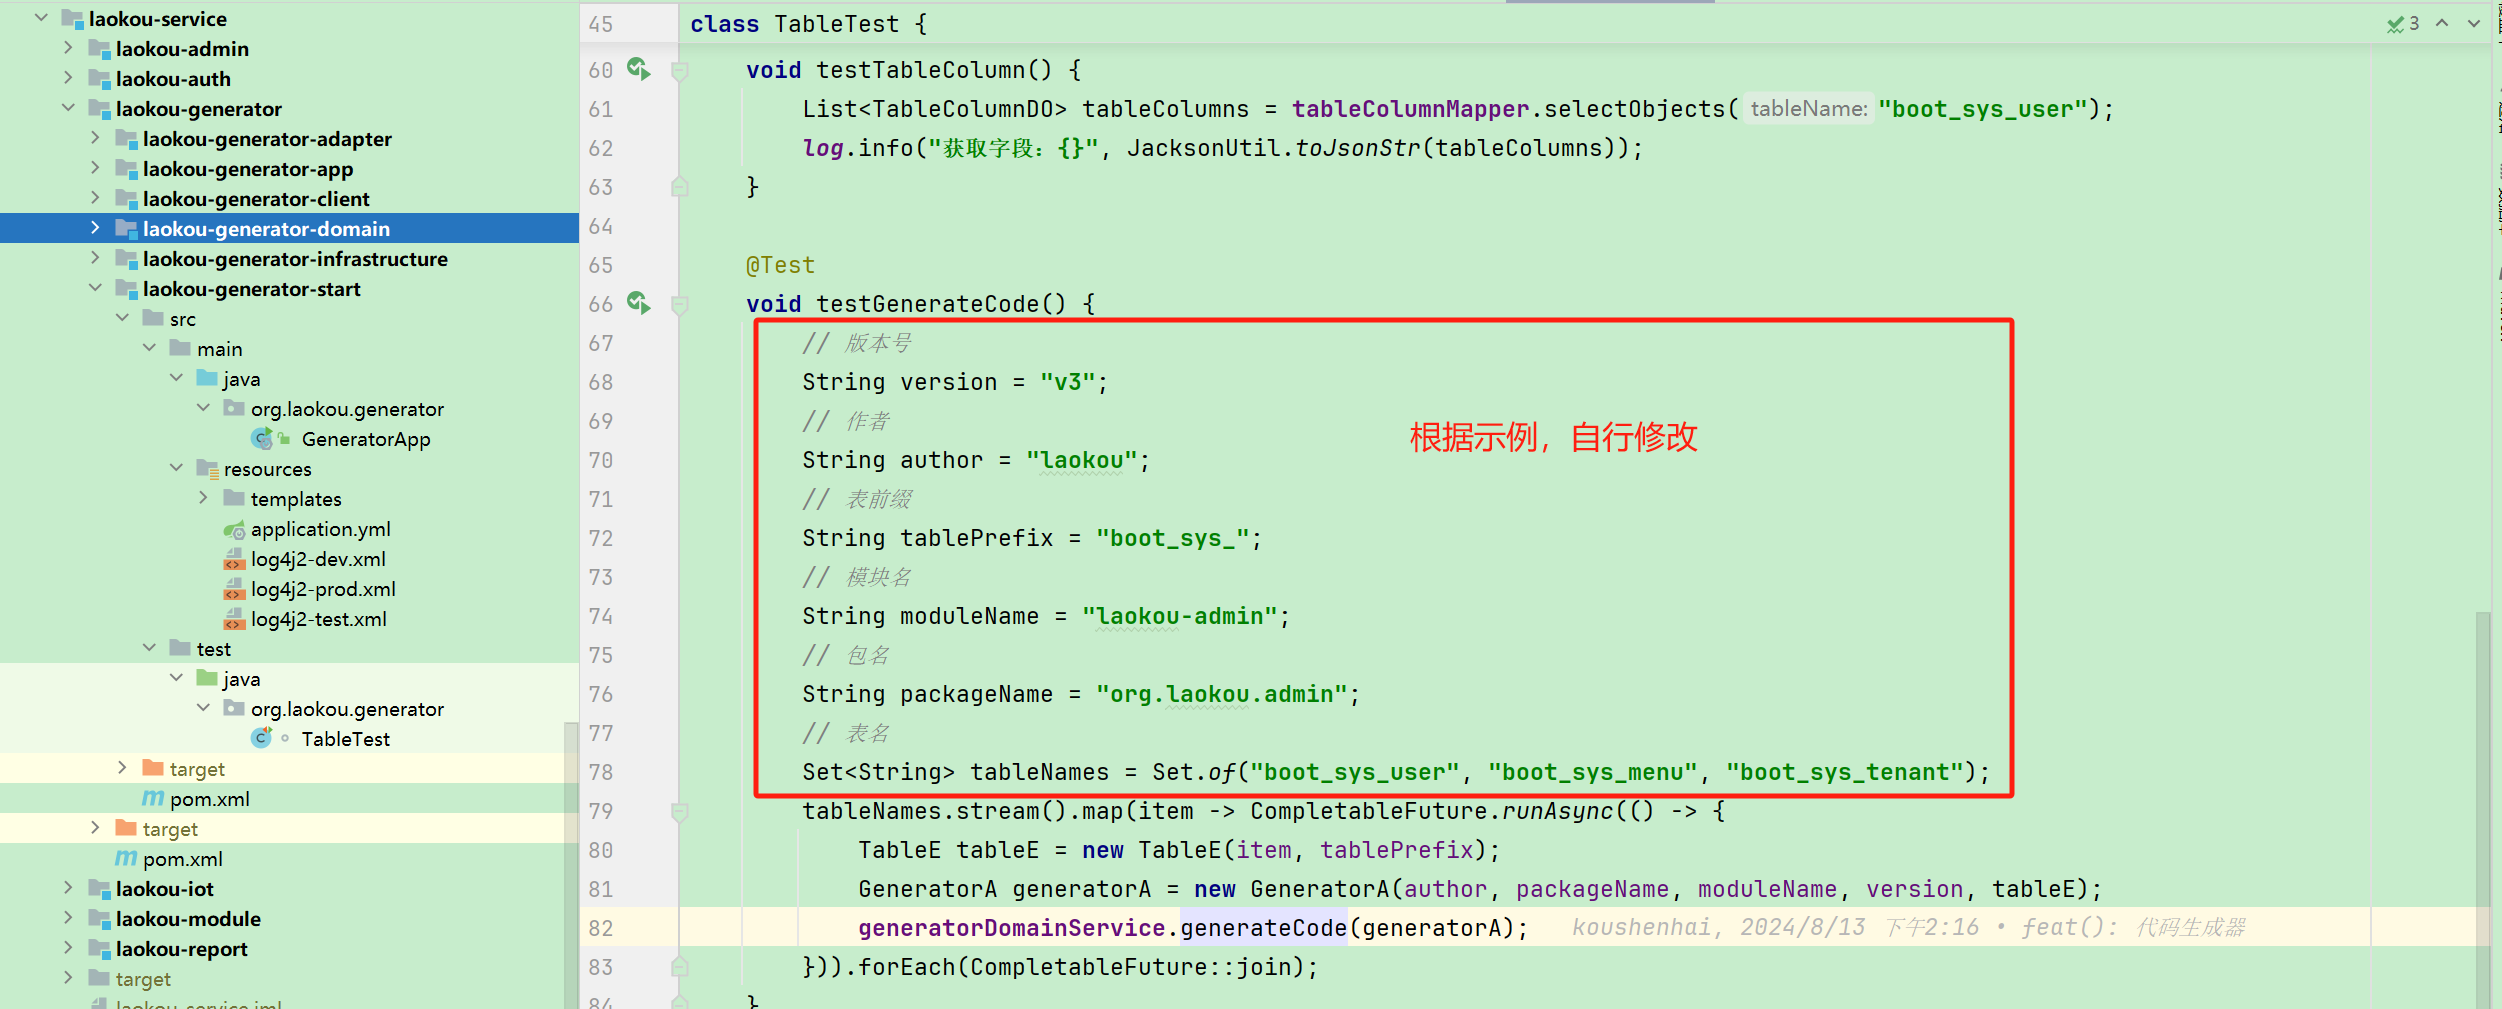 laokou-service
laokou-admin
laokou-auth
laokou-generator
laokou-generator-adapter
laokou-generator-app
laokou-generator-client
laokou-generator-domain
laokou-generator-infrastructure
laokou-generator-start
src
main
java
org.laokou.generator
GeneratorApp
resources
templates
application.yml
log4j2-dev.xml
log4j2-prod.xml
log4j2-test.xml
test
java
org.laokou.generator
TableTest
target
pom.xml
target
pom.xml
laokou-iot
laokou-module
laokou-report
target
laokou-service.iml
45 class TableTest {
3
60 void testTableColumn() {
61 List<TableColumnDO> tableColumns = tableColumnMapper.selectObjects( tableName: "boot_sys_user");
62 log.info("获取字段：{}", JacksonUtil.toJsonStr(tableColumns));
63 }
64
65 @Test
66 void testGenerateCode() {
67 // 版本号
68 String version = "v3";
69 // 作者
根据示例，自行修改
70 String author = "laokou";
71 // 表前缀
72 String tablePrefix = "boot_sys_";
73 // 模块名
74 String moduleName = "laokou-admin";
75 // 包名
76 String packageName = "org.laokou.admin";
77 // 表名
78 Set<String> tableNames = Set.of("boot_sys_user", "boot_sys_menu", "boot_sys_tenant");
79 tableNames.stream().map(item -> CompletableFuture.runAsync(() -> {
80 TableE tableE = new TableE(item, tablePrefix);
81 GeneratorA generatorA = new GeneratorA(author, packageName, moduleName, version, tableE);
82 generatorDomainService.generateCode(generatorA); koushenhai, 2024/8/13 下午2:16 • feat(): 代码生成器
83 })).forEach(CompletableFuture::join);
84 }